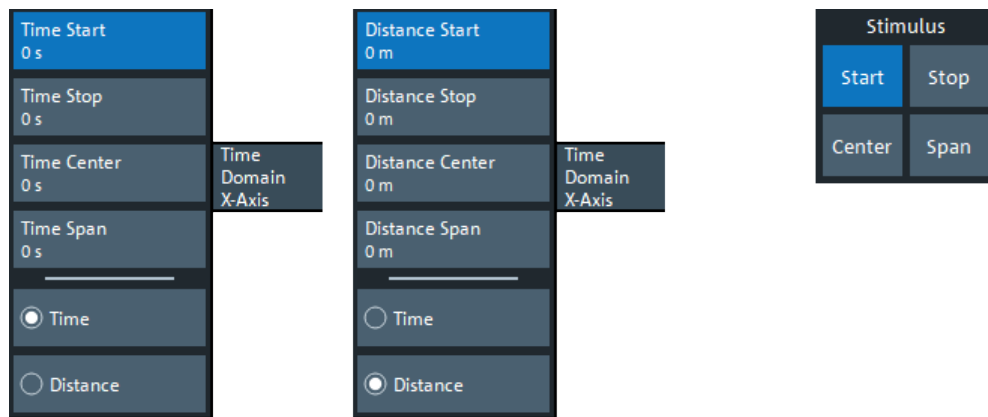 Time Start
0 s
Time Stop
0 s
Time Center
0 s
Time Span
0 s
Time
Distance
Time
Domain
X-Axis
Distance Start
0 m
Distance Stop
0 m
Distance Center
0 m
Distance Span
0 m
Time
Distance
Time
Domain
X-Axis
Stimulus
Start Stop
Center Span